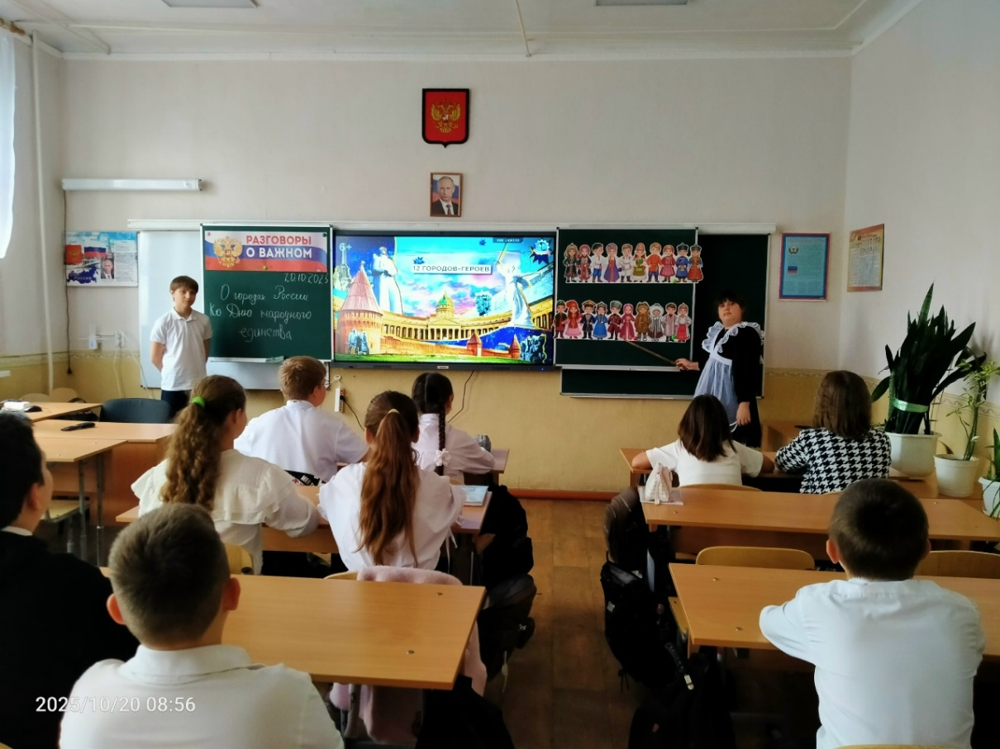 РАЗГОВОРЫ
О ВАЖНОМ
20.10.2025
О городах России
Ко Дню народного
единства
6+
12 ГОРОДОВ-ГЕРОЕВ
2025/10/20 08:56